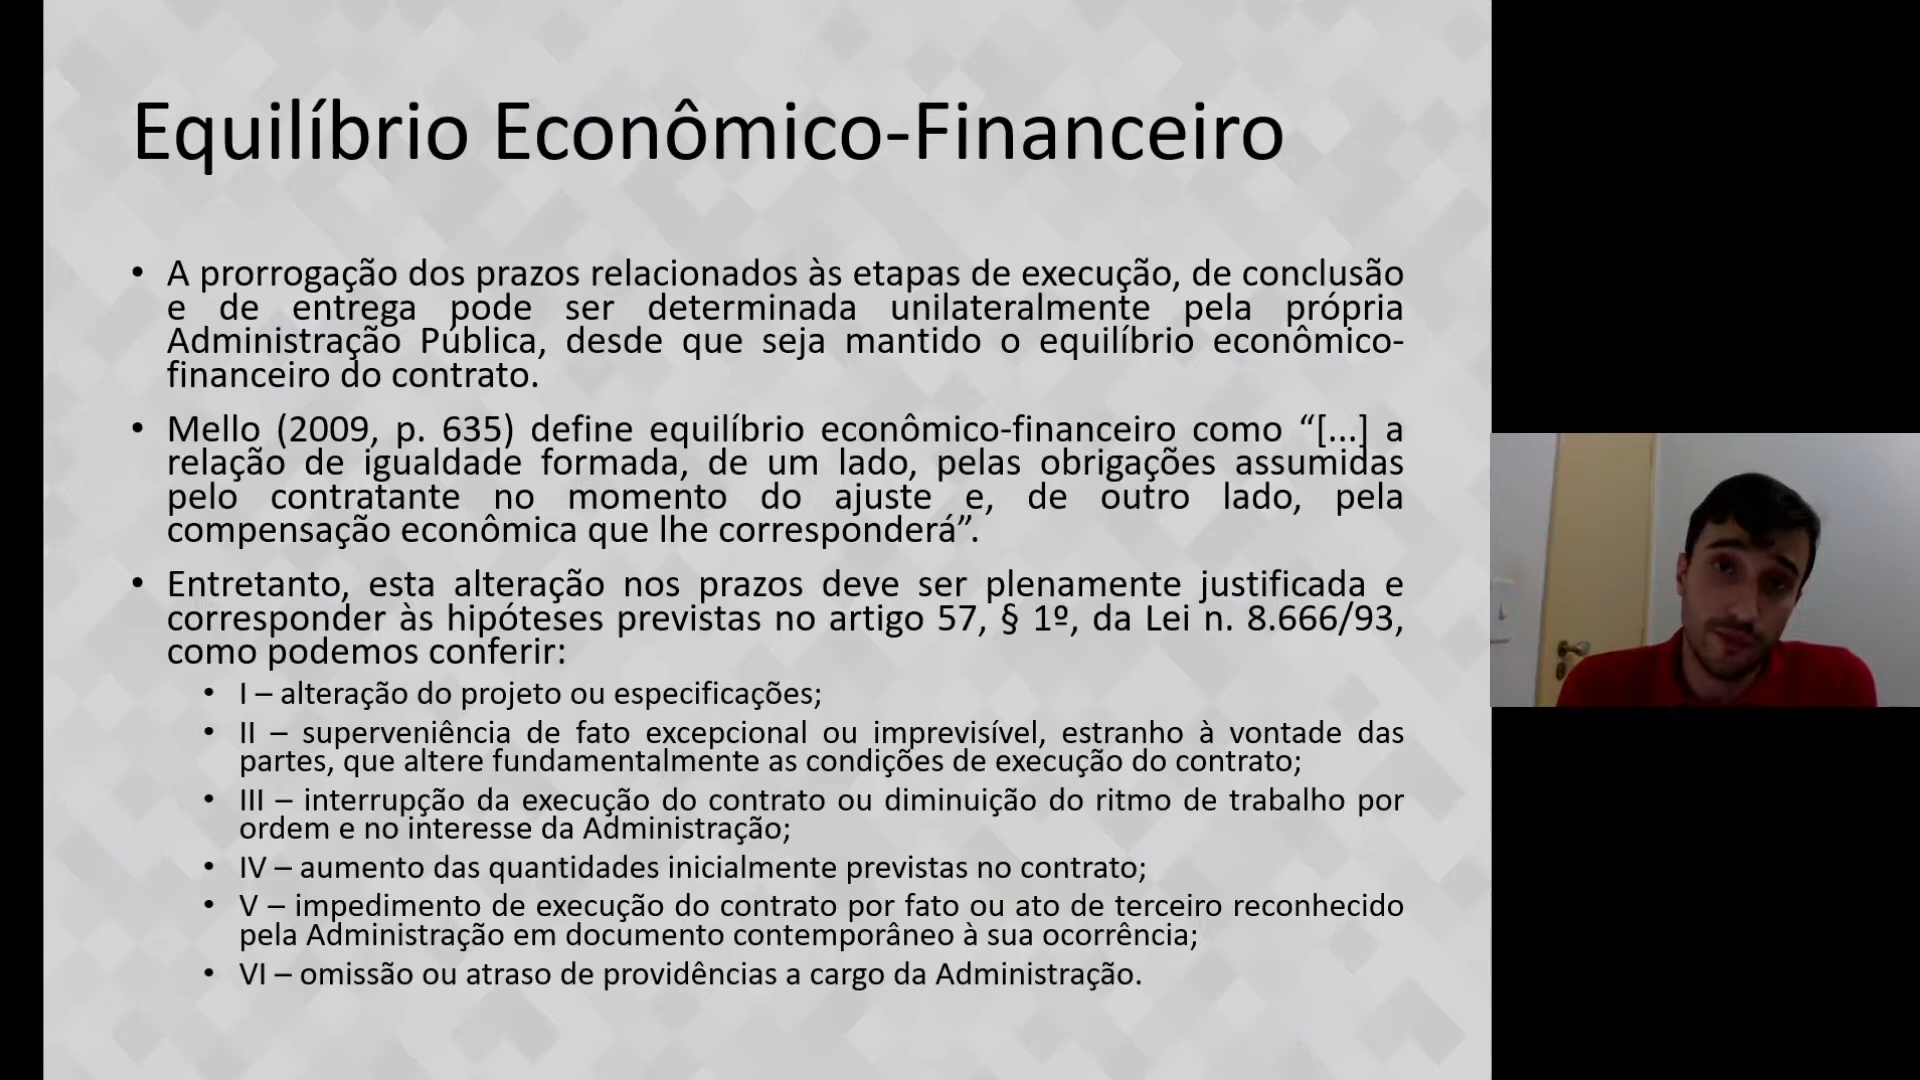 Equilíbrio Econômico-Financeiro
• A prorrogação dos prazos relacionados às etapas de execução, de conclusão
e de entrega pode ser determinada unilateralmente pela própria
Administração Pública, desde que seja mantido o equilíbrio econômico-
financeiro do contrato.
• Mello (2009, p. 635) define equilíbrio econômico-financeiro como “[...] a
relação de igualdade formada, de um lado, pelas obrigações assumidas
pelo contratante no momento do ajuste e, de outro lado, pela
compensação econômica que lhe corresponderá”.
• Entretanto, esta alteração nos prazos deve ser plenamente justificada e
corresponder às hipóteses previstas no artigo 57, § 1º, da Lei n. 8.666/93,
como podemos conferir:
• I – alteração do projeto ou especificações;
• II – superveniência de fato excepcional ou imprevisível, estranho à vontade das
partes, que altere fundamentalmente as condições de execução do contrato;
• III – interrupção da execução do contrato ou diminuição do ritmo de trabalho por
ordem e no interesse da Administração;
• IV – aumento das quantidades inicialmente previstas no contrato;
• V – impedimento de execução do contrato por fato ou ato de terceiro reconhecido
pela Administração em documento contemporâneo à sua ocorrência;
• VI – omissão ou atraso de providências a cargo da Administração.